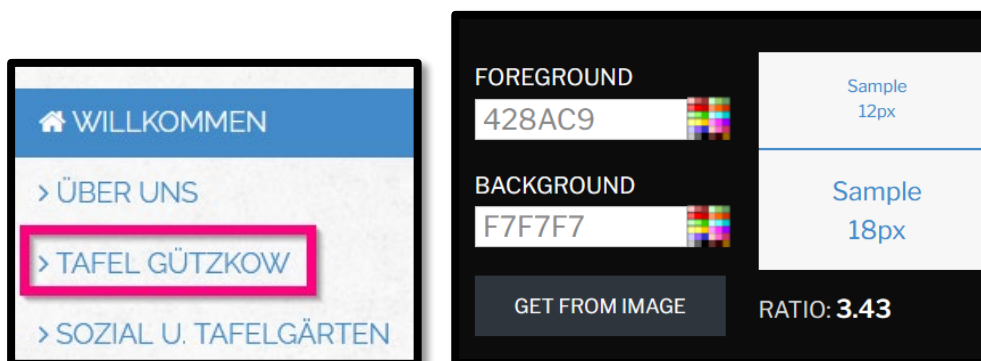 WILLKOMMEN
> ÜBER UNS
> TAFEL GÜTZKOW
> SOZIAL U. TAFELGÄRTEN
FOREGROUND
428AC9
BACKGROUND
F7F7F7
GET FROM IMAGE
Sample
12px
Sample
18px
RATIO: 3.43